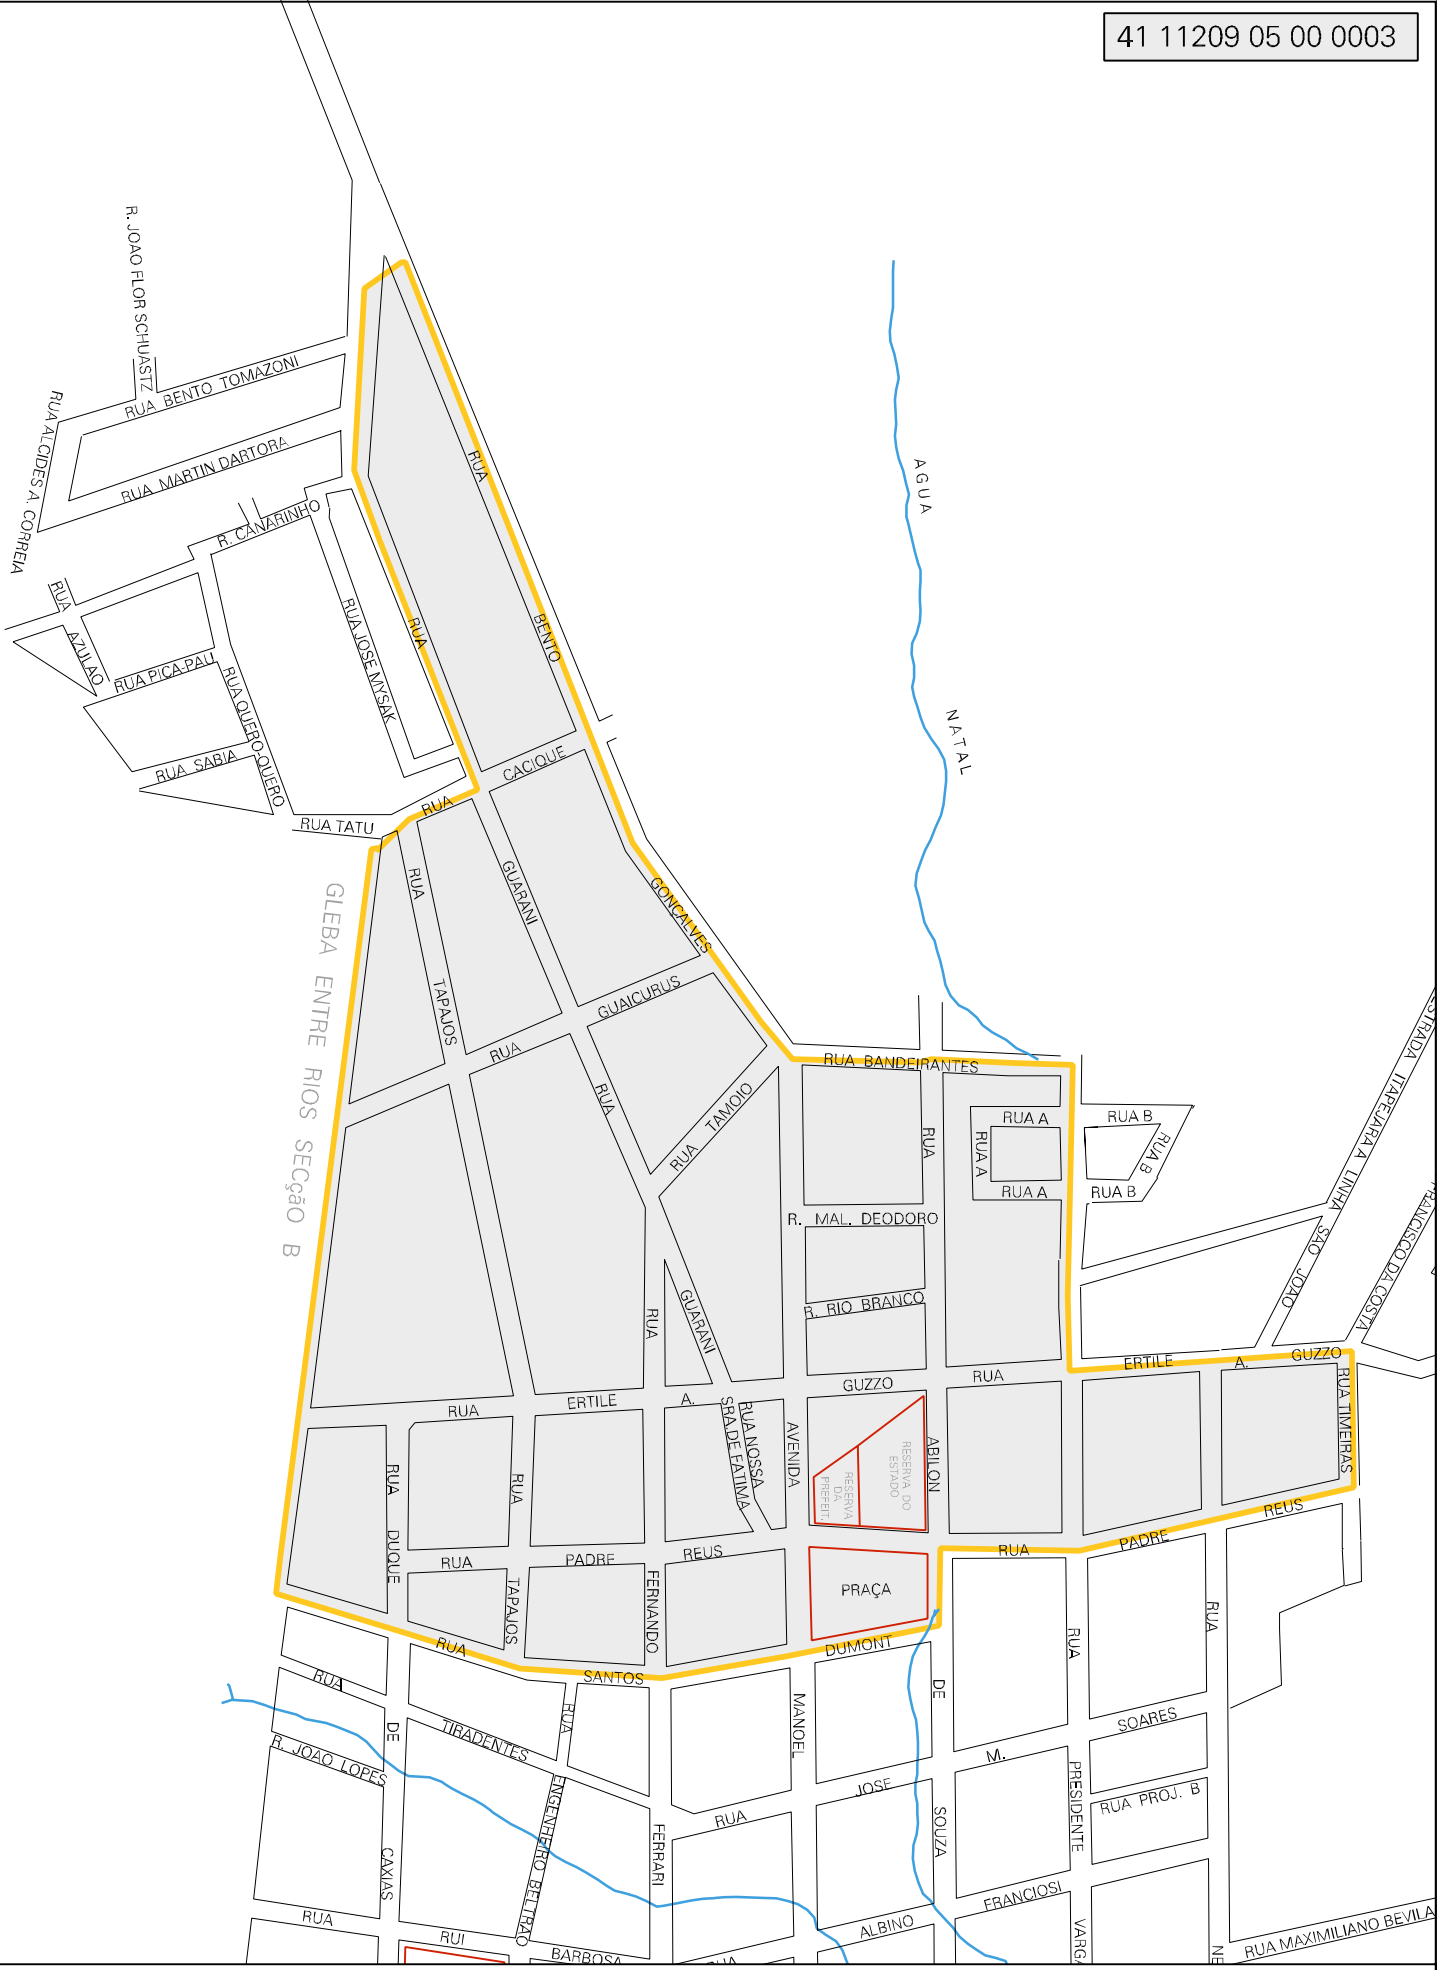 41 11209 05 00 0003
R. JOAO FLOR SCHUASTZ
RUA BENTO TOMAZONI
RUA ALCIDES A. CORREIA
RUA MARTIN DARTORA
R. CANARINHO
RUA AZULAO
RUA PICA-PAU
RUA JOSE MYSAK
RUA QUERO-QUERO
RUA SABIA
RUA TATU
RUA
RUA BENTO GONÇALVES
AGUA NATAL
RUA CACIQUE
RUA TAPAJOS
GUARANI
RUA GUAICURUS
RUA
RUA TAMOIO
GLEBA ENTRE RIOS SECçãO B
RUA BANDEIRANTES
RUA
RUA A
RUA A
RUA A
RUA B
RUA B
RUA B
R. MAL. DEODORO
R. RIO BRANCO
ESTRADA ITAPEJARA A LINHA SAO JOAO
FRANCISCO DA COSTA
RUA
GUARANI
RUA ERTILE A. GUZZO
RUA ERTILE A. GUZZO
RUA TIMEIRAS
RUA NOSSA
SRA DE FATIMA
AVENIDA
ABILON
RESERVA DO
ESTADO
RESERVA
DA
PREFEIT.
RUA DUQUE
RUA
TAPAJOS
RUA PADRE REUS
RUA PADRE REUS
FERNANDO
PRAÇA
RUA SANTOS DUMONT
RUA TIRADENTES
R. JOAO LOPES
DE CAXIAS
RUA ENGENHEIRO BELTRAO
MANOEL
DE SOUZA
RUA PRESIDENTE
RUA
FERRARI
RUA JOSE M. SOARES
RUA PROJ. B
RUA RUI BARBOSA
RUA ALBINO FRANCIOSI
RUA MAXIMILIANO BEVILA